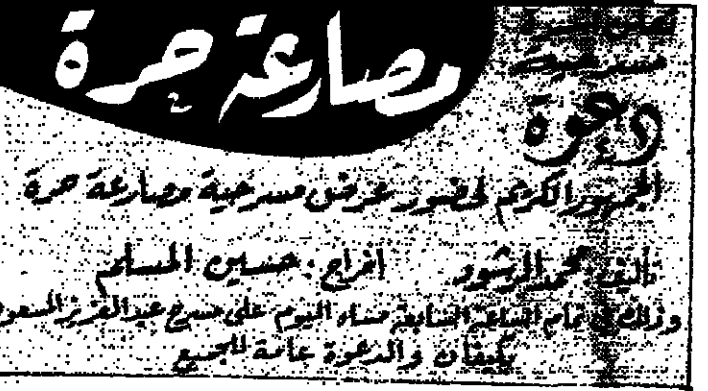 مصارعة حرة
مسرحية
دعوة
الجمهور الكريم لحضور عرض مسرحية مصارعة حرة
تأليف: محمد الرشود اخراج: حسين المسلم
وذلك في تمام الساعة السابعة مساء اليوم على مسرح عبدالعزيز المسعود
بكيفان والدعوة عامة للجميع